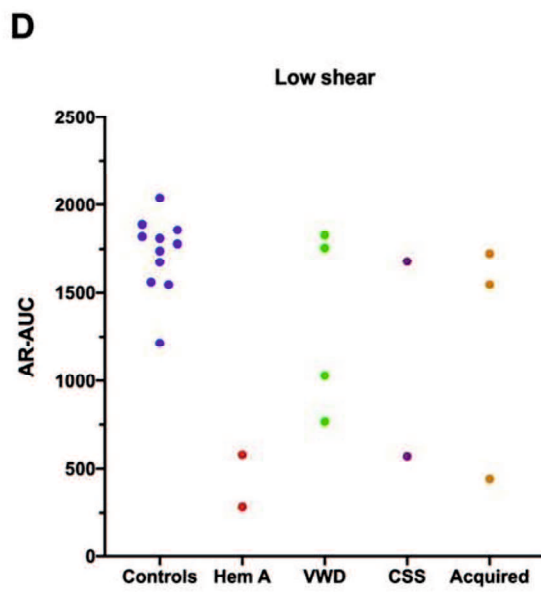 D
Low shear
2500
2000
1500
1000
500
0
AR-AUC
Controls Hem A VWD CSS Acquired